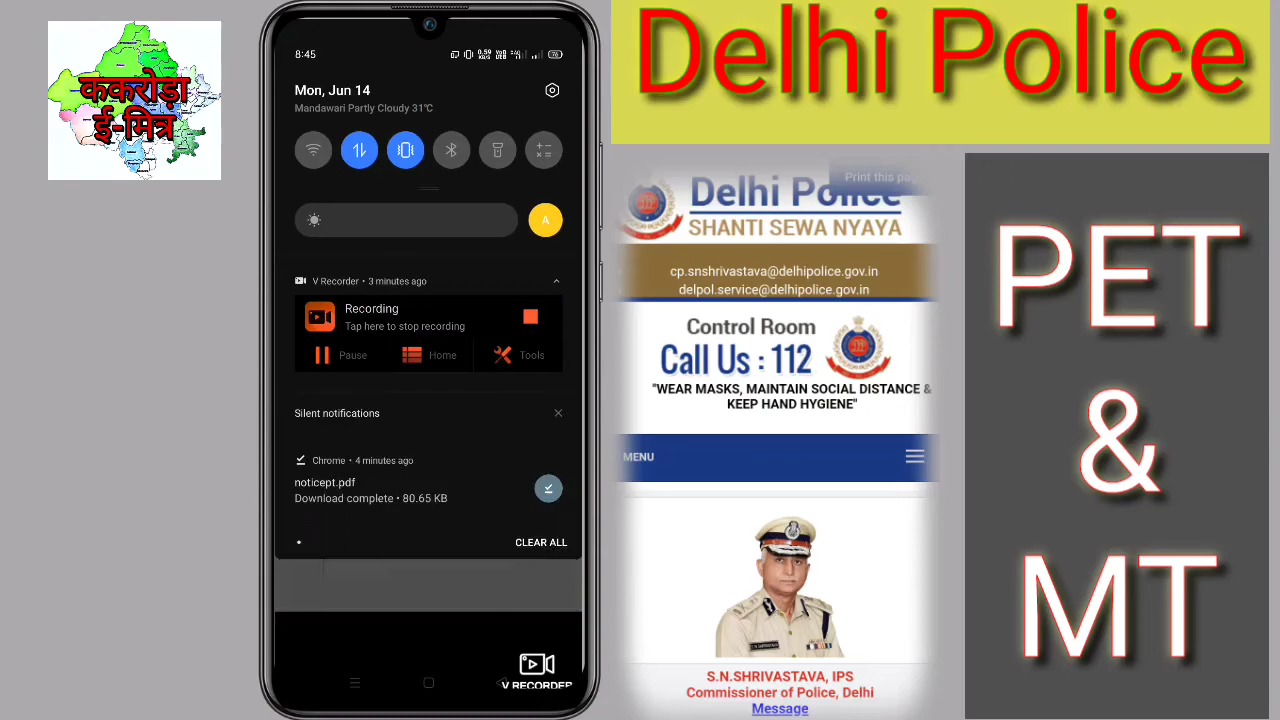 ककरोड़ा
ई-मित्र
8:45
Mon, Jun 14
Mandawari Partly Cloudy 31°C
A
V Recorder • 3 minutes ago
Recording
Tap here to stop recording
Pause
Home
Tools
Silent notifications
Chrome • 4 minutes ago
noticept.pdf
Download complete • 80.65 KB
CLEAR ALL
V RECORDER
Delhi Police
Print this pag
Delhi Police
SHANTI SEWA NYAYA
cp.snshrivastava@delhipolice.gov.in
delpol.service@delhipolice.gov.in
Control Room
Call Us : 112
"WEAR MASKS, MAINTAIN SOCIAL DISTANCE &
KEEP HAND HYGIENE"
MENU
S.N.SHRIVASTAVA, IPS
Commissioner of Police, Delhi
Message
PET
&
MT